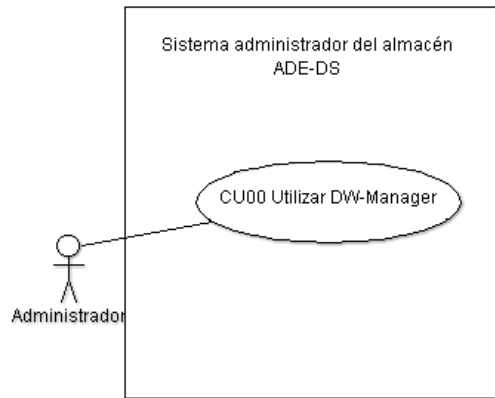 Sistema administrador del almacén
ADE-DS
CU00 Utilizar DW-Manager
Administrador